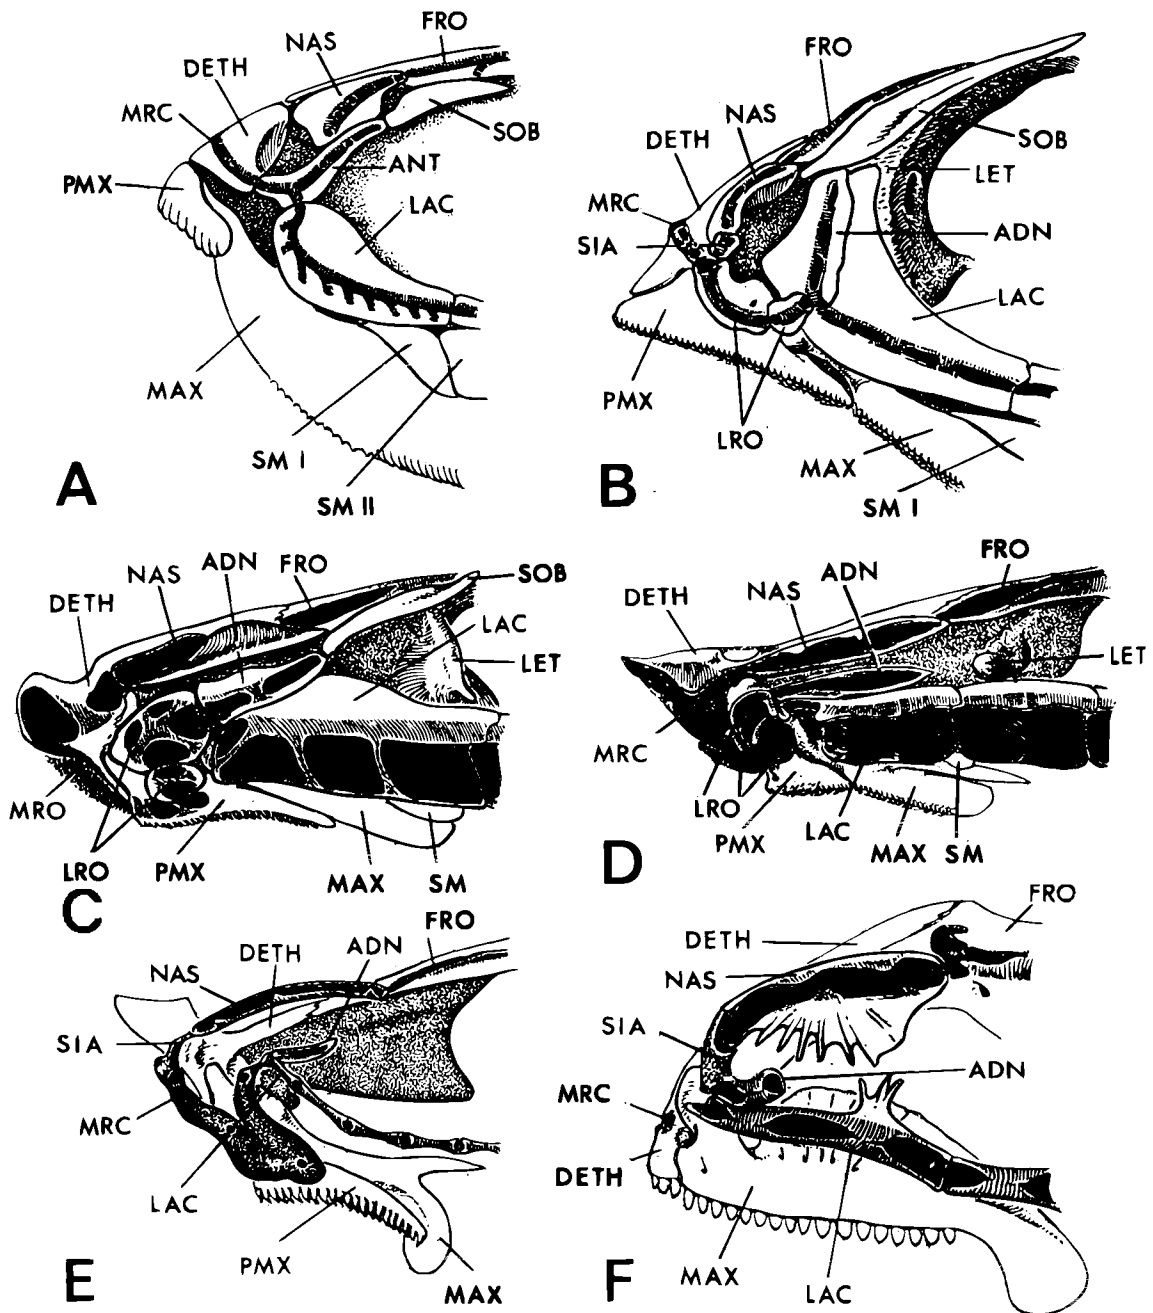 FRO
NAS
DETH
MRC
PMX
SOB
ANT
LAC
MAX
SM I
SM II
A
FRO
NAS
DETH
MRC
SIA
SOB
LET
ADN
LAC
PMX
LRO
MAX
SM I
B
NAS
ADN
FRO
SOB
DETH
LAC
LET
MRO
LRO
PMX
MAX
SM
C
FRO
ADN
NAS
DETH
LET
MRC
LRO
PMX
LAC
MAX
SM
D
FRO
DETH
ADN
NAS
SIA
MRC
LAC
PMX
MAX
E
FRO
DETH
NAS
SIA
ADN
MRC
DETH
MAX
LAC
F